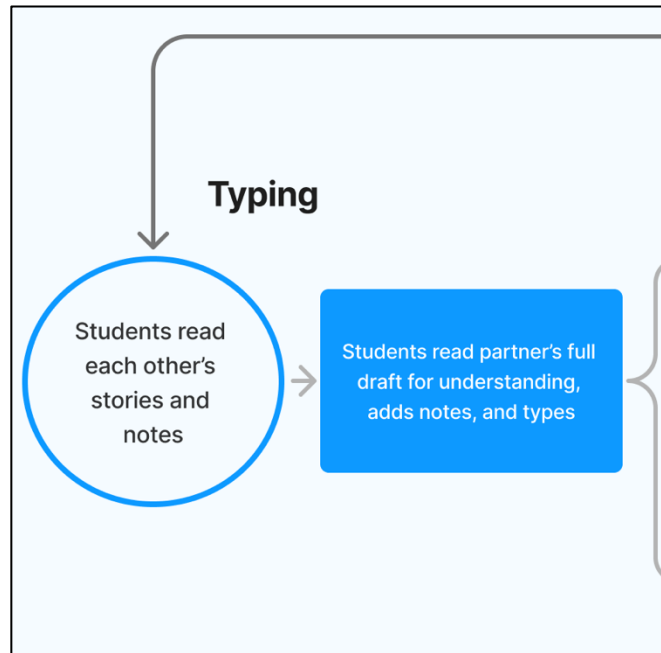 Typing
Students read
each other’s
stories and
notes
Students read partner’s full
draft for understanding,
adds notes, and types